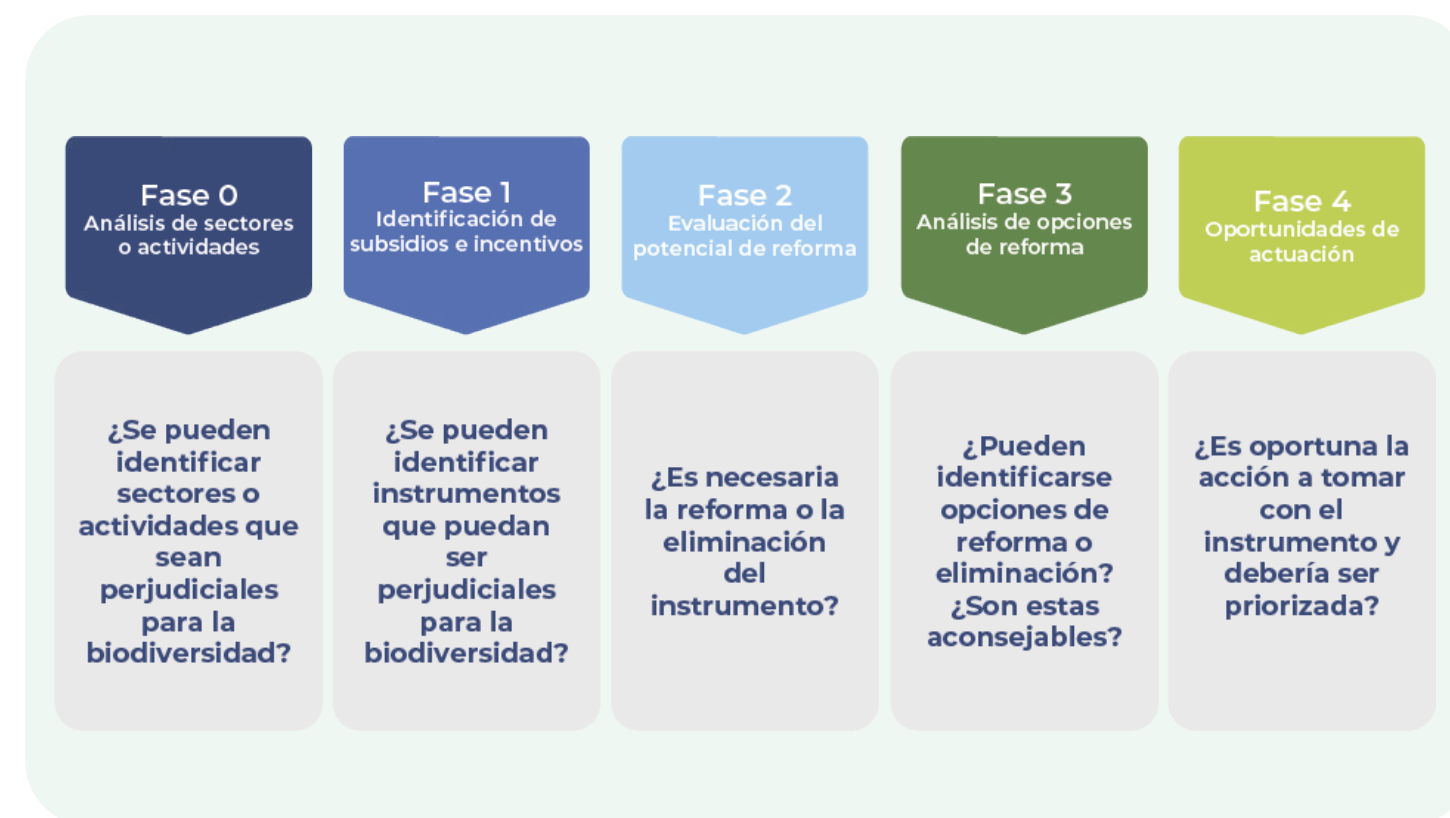 Fase 0
Análisis de sectores
o actividades
¿Se pueden
identificar
sectores o
actividades que
sean
perjudiciales
para la
biodiversidad?
Fase 1
Identificación de
subsidios e incentivos
¿Se pueden
identificar
instrumentos
que puedan
ser
perjudiciales
para la
biodiversidad?
Fase 2
Evaluación del
potencial de reforma
¿Es necesaria
la reforma o la
eliminación
del
instrumento?
Fase 3
Análisis de opciones
de reforma
¿Pueden
identificarse
opciones de
reforma o
eliminación?
¿Son estas
aconsejables?
Fase 4
Oportunidades de
actuación
¿Es oportuna la
acción a tomar
con el
instrumento y
debería ser
priorizada?